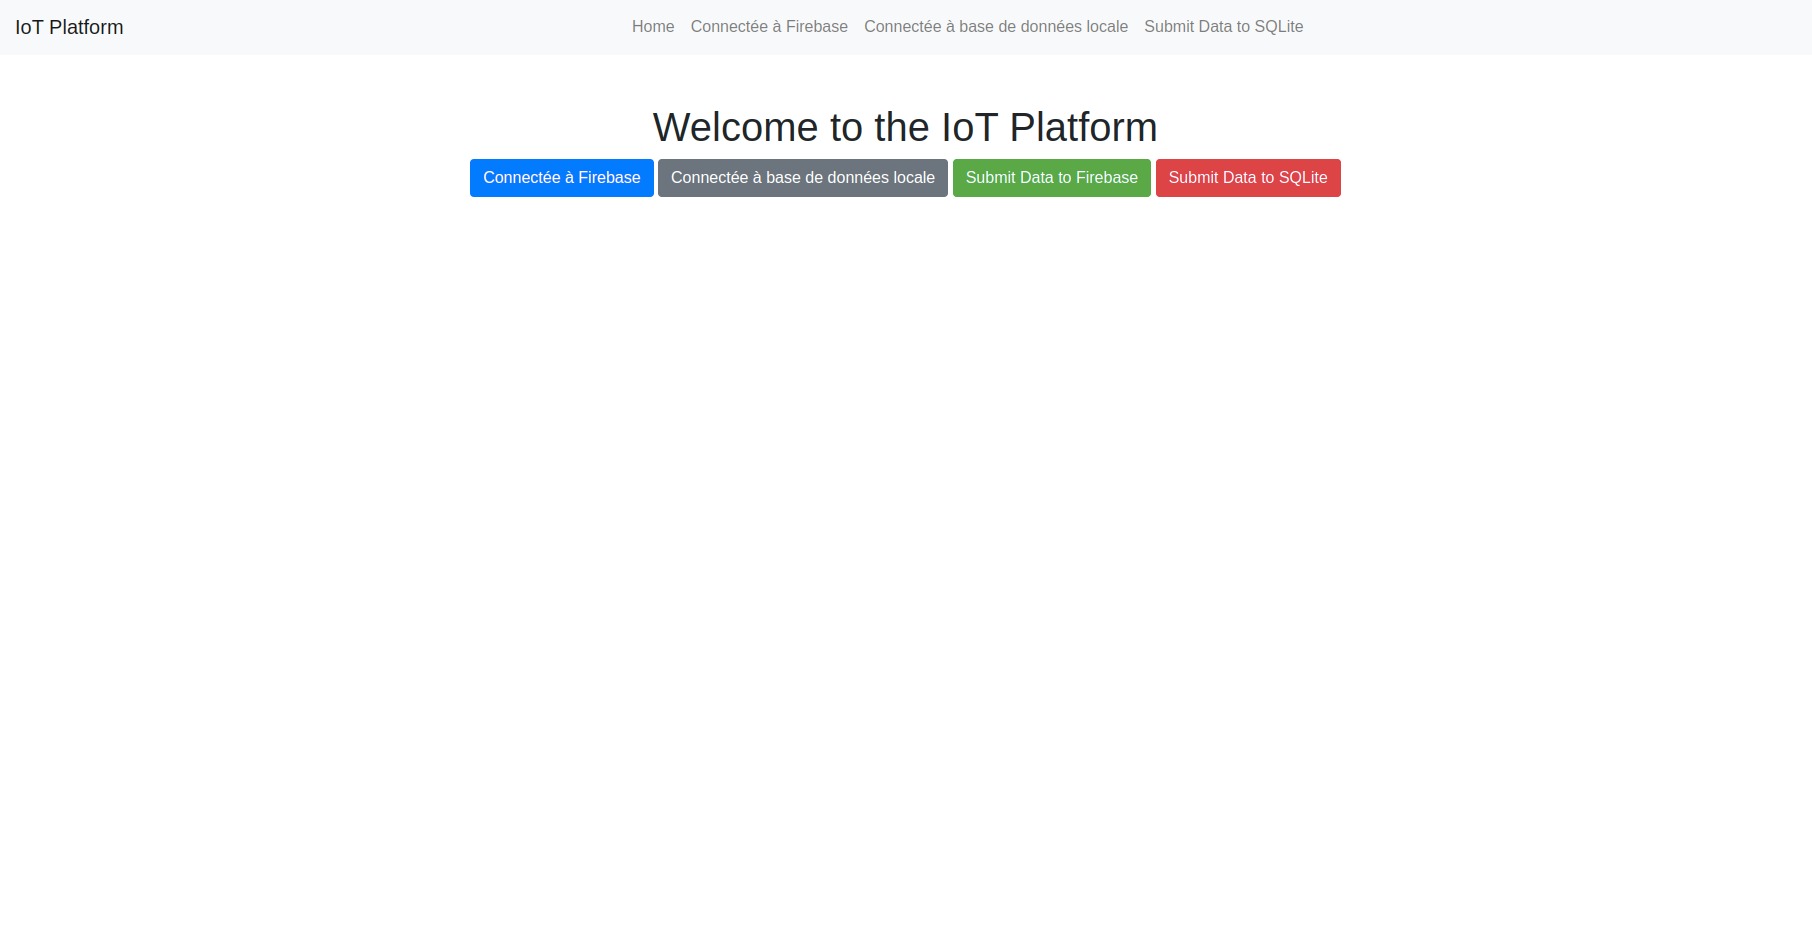 IoT Platform Home Connectée à Firebase Connectée à base de données locale Submit Data to SQLite
Welcome to the IoT Platform
Connectée à Firebase Connectée à base de données locale Submit Data to Firebase Submit Data to SQLite